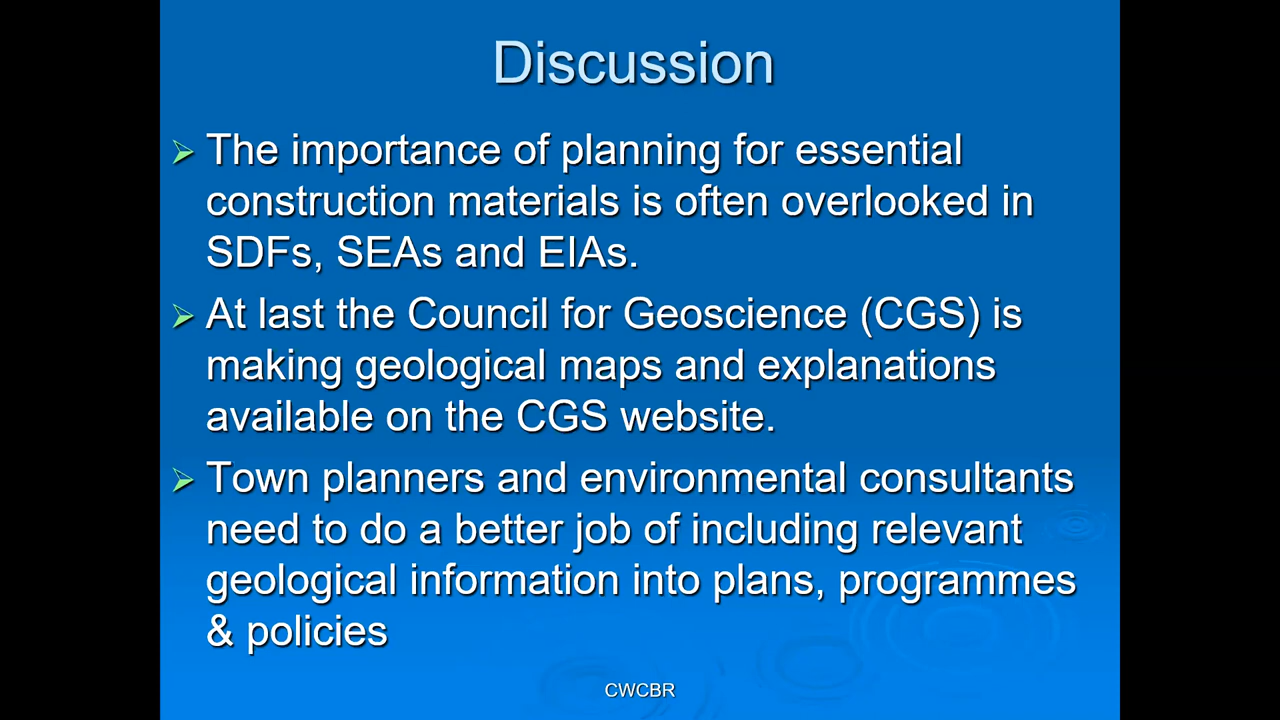 Discussion
The importance of planning for essential
construction materials is often overlooked in
SDFs, SEAs and EIAs.
At last the Council for Geoscience (CGS) is
making geological maps and explanations
available on the CGS website.
Town planners and environmental consultants
need to do a better job of including relevant
geological information into plans, programmes
& policies
CWCBR